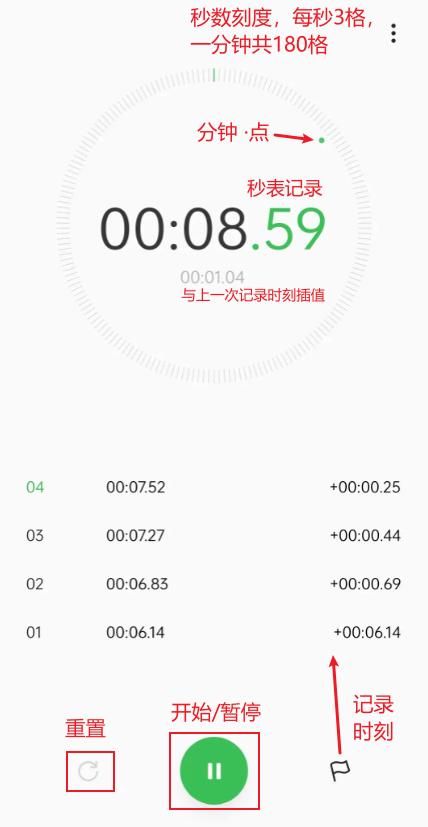 秒数刻度，每秒3格，
一分钟共180格
分钟 ·点
秒表记录
00:08.59
00:01.04
与上一次记录时刻插值
04 00:07.52 +00:00.25
03 00:07.27 +00:00.44
02 00:06.83 +00:00.69
01 00:06.14 +00:06.14
重置
开始/暂停
记录
时刻